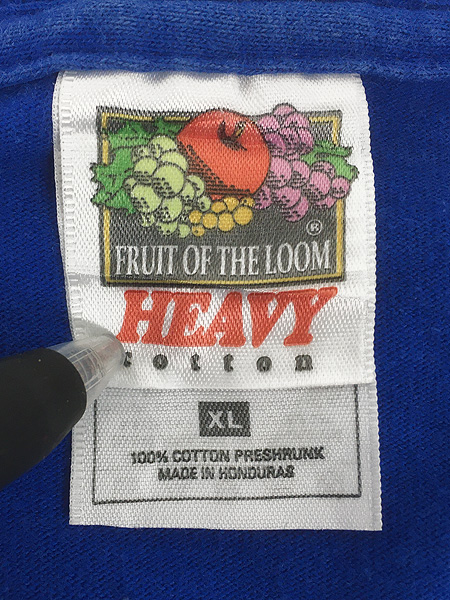 ®
FRUIT OF THE LOOM
HEAVY
cotton
XL
100% COTTON PRESHRUNK
MADE IN HONDURAS